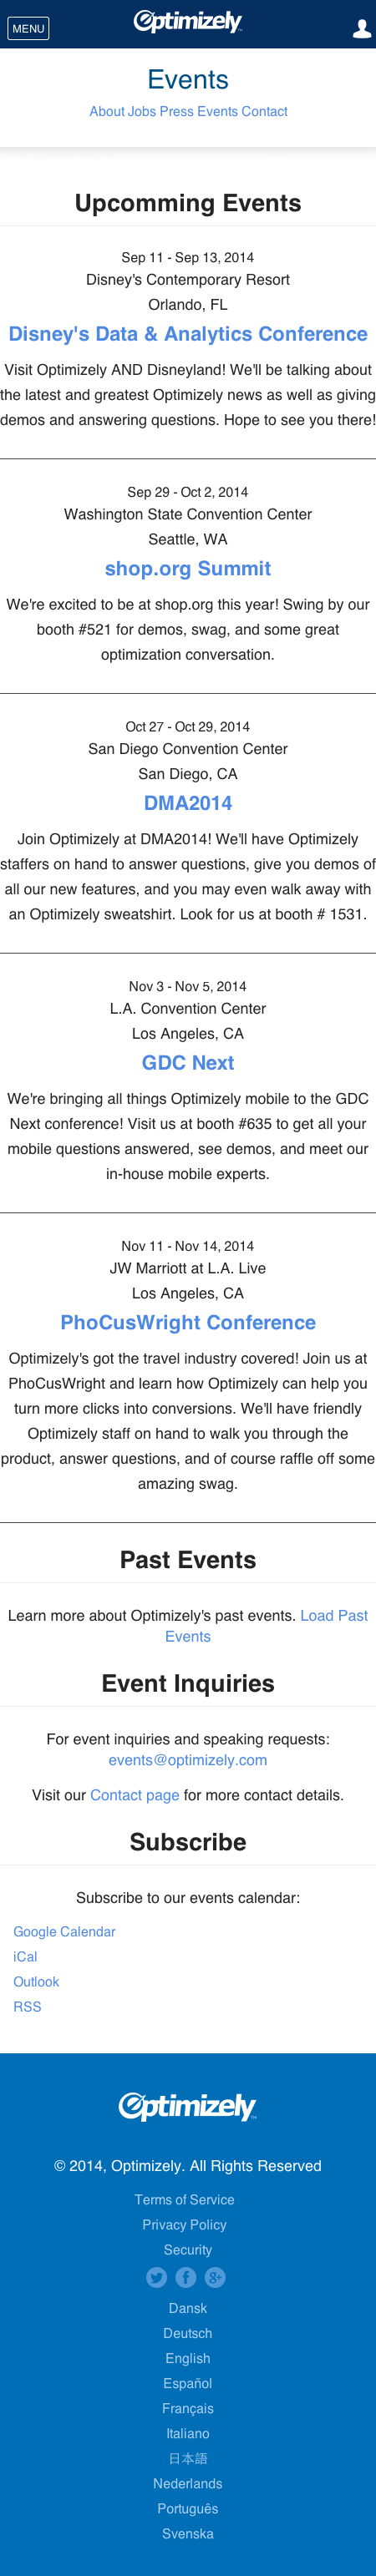 MENU
Optimizely
Events
About Jobs Press Events Contact
Upcomming Events
Sep 11 - Sep 13, 2014
Disney's Contemporary Resort
Orlando, FL
Disney's Data & Analytics Conference
Visit Optimizely AND Disneyland! We'll be talking about
the latest and greatest Optimizely news as well as giving
demos and answering questions. Hope to see you there!
Sep 29 - Oct 2, 2014
Washington State Convention Center
Seattle, WA
shop.org Summit
We're excited to be at shop.org this year! Swing by our
booth #521 for demos, swag, and some great
optimization conversation.
Oct 27 - Oct 29, 2014
San Diego Convention Center
San Diego, CA
DMA2014
Join Optimizely at DMA2014! We'll have Optimizely
staffers on hand to answer questions, give you demos of
all our new features, and you may even walk away with
an Optimizely sweatshirt. Look for us at booth # 1531.
Nov 3 - Nov 5, 2014
L.A. Convention Center
Los Angeles, CA
GDC Next
We're bringing all things Optimizely mobile to the GDC
Next conference! Visit us at booth #635 to get all your
mobile questions answered, see demos, and meet our
in-house mobile experts.
Nov 11 - Nov 14, 2014
JW Marriott at L.A. Live
Los Angeles, CA
PhoCusWright Conference
Optimizely's got the travel industry covered! Join us at
PhoCusWright and learn how Optimizely can help you
turn more clicks into conversions. We'll have friendly
Optimizely staff on hand to walk you through the
product, answer questions, and of course raffle off some
amazing swag.
Past Events
Learn more about Optimizely's past events. Load Past
Events
Event Inquiries
For event inquiries and speaking requests:
events@optimizely.com
Visit our Contact page for more contact details.
Subscribe
Subscribe to our events calendar:
Google Calendar
iCal
Outlook
RSS
Optimizely
© 2014, Optimizely. All Rights Reserved
Terms of Service
Privacy Policy
Security
Dansk
Deutsch
English
Español
Français
Italiano
日本語
Nederlands
Português
Svenska